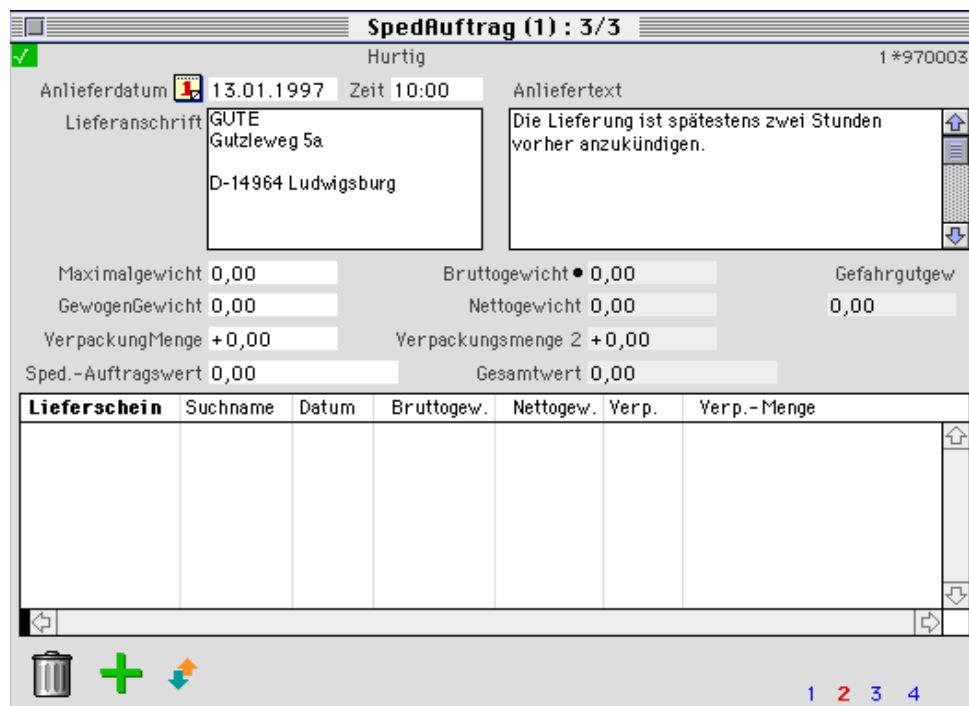 SpedAuftrag (1) : 3/3
Hurtig 1*970003
Anlieferdatum 13.01.1997 Zeit 10:00 Anliefertext
Lieferanschrift GUTE
Gutzleweg 5a
D-14964 Ludwigsburg
Die Lieferung ist spätestens zwei Stunden
vorher anzukündigen.
Maximalgewicht 0,00 Bruttogewicht • 0,00 Gefahrgutgew
GewogenGewicht 0,00 Nettogewicht 0,00 0,00
VerpackungMenge +0,00 Verpackungsmenge 2 +0,00
Sped.-Auftragswert 0,00 Gesamtwert 0,00
Lieferschein Suchname Datum Bruttogew. Nettogew. Verp. Verp.-Menge
1 2 3 4